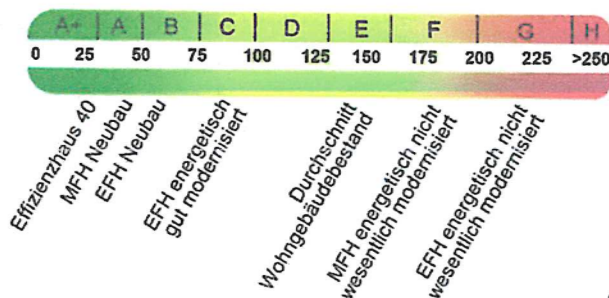 A+ A B C D E F G H
0 25 50 75 100 125 150 175 200 225 >250
Effizienzhaus 40
MFH Neubau
EFH Neubau
EFH energetisch
gut modernisiert
Durchschnitt
Wohngebäudebestand
MFH energetisch nicht
wesentlich modernisiert
EFH energetisch nicht
wesentlich modernisiert